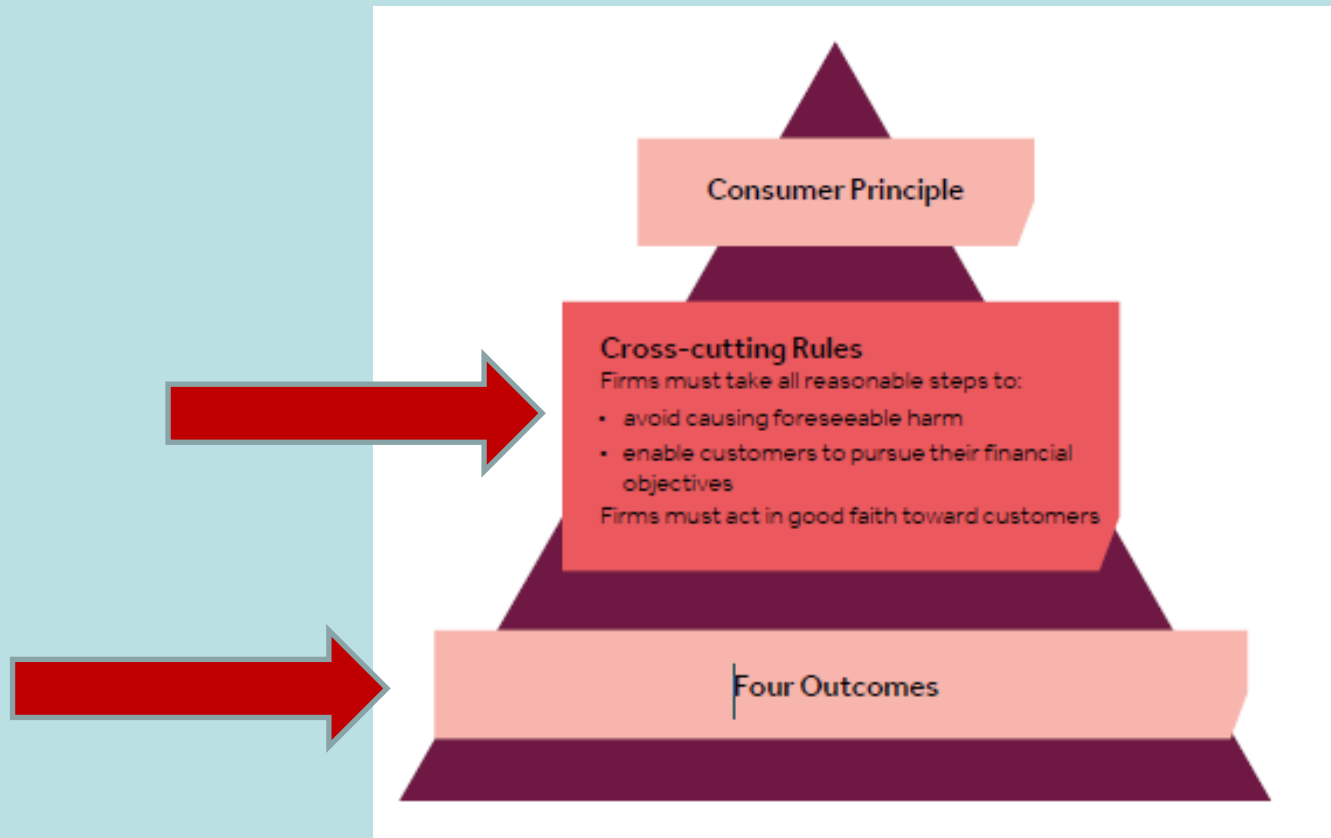 Consumer Principle
Cross-cutting Rules
Firms must take all reasonable steps to:
• avoid causing foreseeable harm
• enable customers to pursue their financial
objectives
Firms must act in good faith toward customers
Four Outcomes